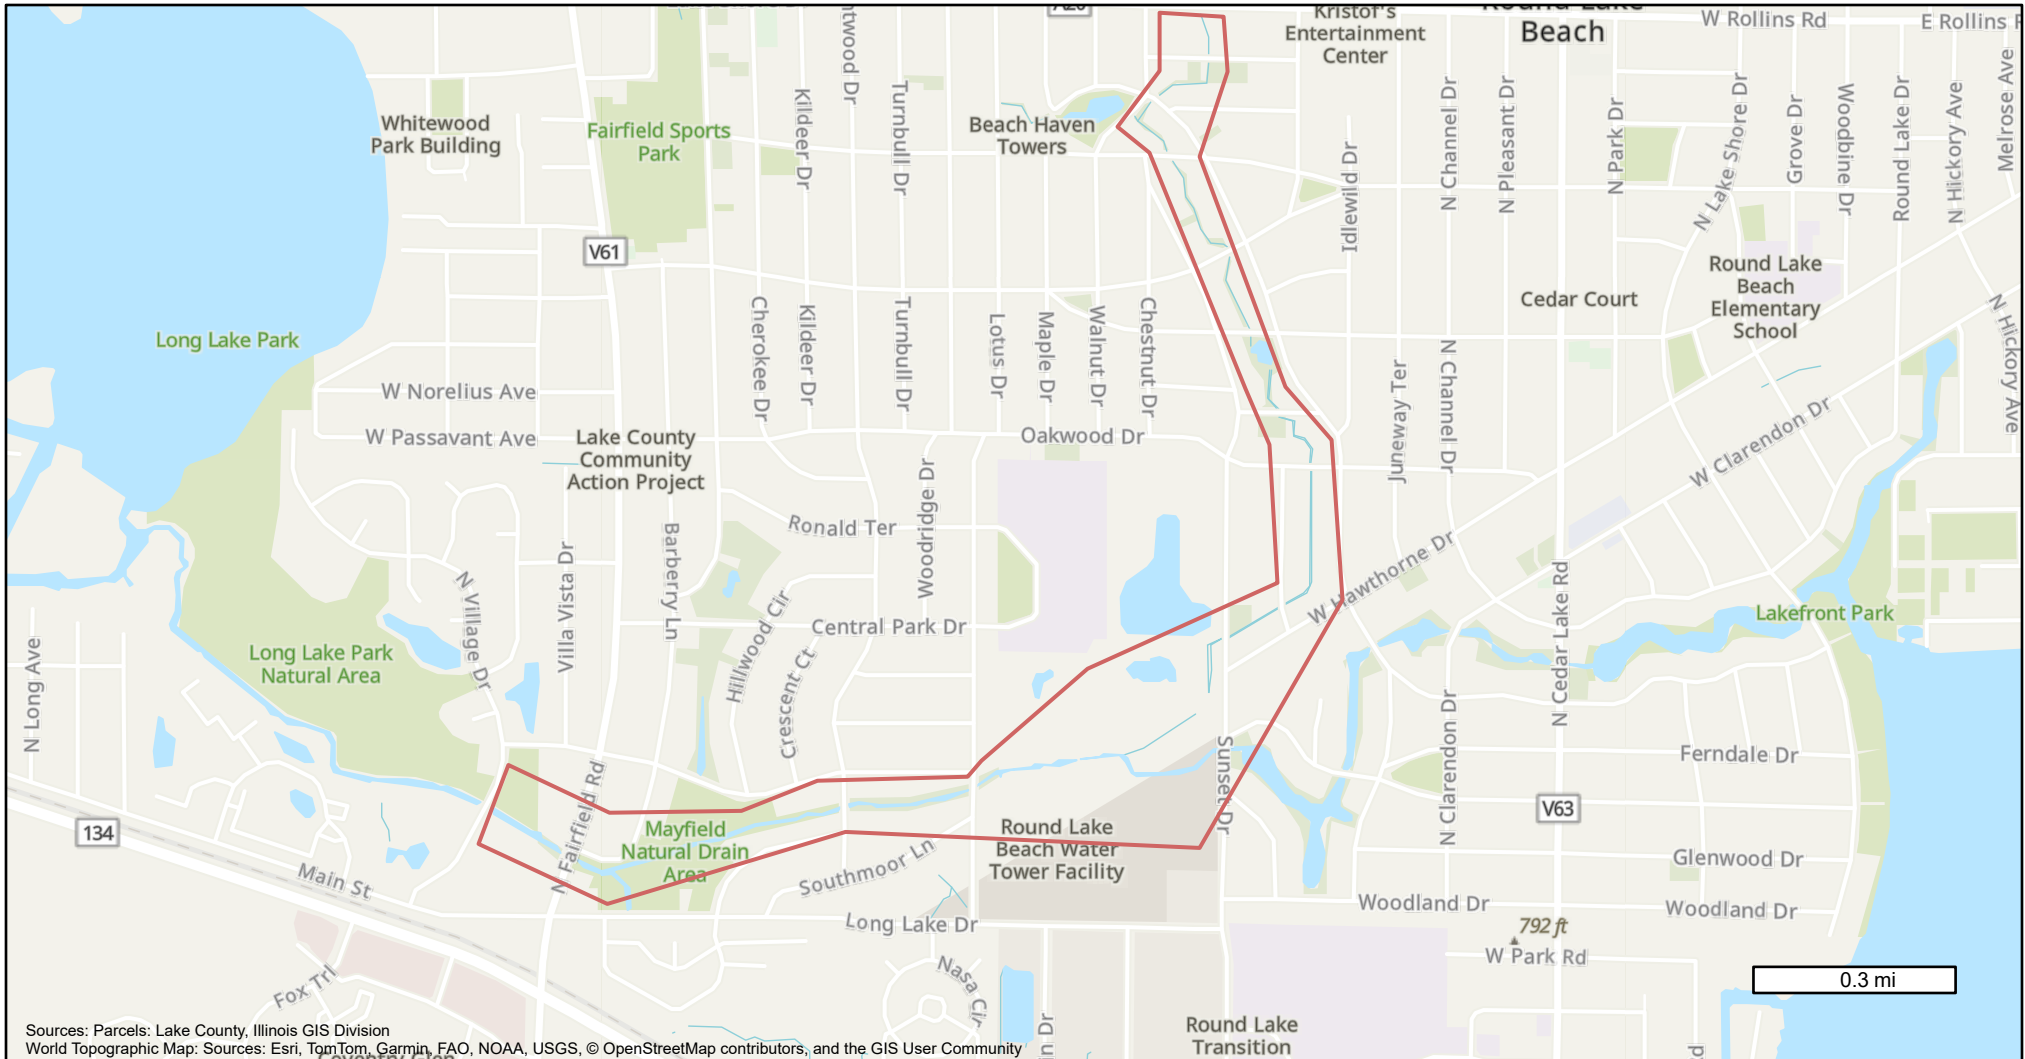 A20
Kristof's
Entertainment
Center
Round Lake
Beach
W Rollins Rd
E Rollins R
Whitewood
Park Building
Fairfield Sports
Park
Kildeer Dr
ntwood Dr
Turnbull Dr
Beach Haven
Towers
Idlewild Dr
N Channel Dr
N Pleasant Dr
N Park Dr
N Lake Shore Dr
Grove Dr
Woodbine Dr
Round Lake Dr
N Hickory Ave
Melrose Ave
V61
Long Lake Park
Cherokee Dr
Kildeer Dr
Turnbull Dr
Lotus Dr
Maple Dr
Walnut Dr
Chestnut Dr
Cedar Court
Round Lake
Beach
Elementary
School
N Hickory Ave
W Norelius Ave
W Passavant Ave
Lake County
Community
Action Project
Oakwood Dr
Juneway Ter
N Channel Dr
W Clarendon Dr
Ronald Ter
Woodridge Dr
Barberry Ln
Villa Vista Dr
N Village Dr
Hillwood Cir
Central Park Dr
Crescent Ct
W Hawthorne Dr
N Cedar Lake Rd
Lakefront Park
Long Lake Park
Natural Area
N Long Ave
N Clarendon Dr
Ferndale Dr
Sunset Dr
N Fairfield Rd
V63
134
Main St
Mayfield
Natural Drain
Area
Southmoor Ln
Round Lake
Beach Water
Tower Facility
Glenwood Dr
Woodland Dr
Woodland Dr
Long Lake Dr
792 ft
W Park Rd
Fox Trl
Nasa Cir
0.3 mi
n Dr
Round Lake
Transition
Coventry Glen
Sources: Parcels: Lake County, Illinois GIS Division
World Topographic Map: Sources: Esri, TomTom, Garmin, FAO, NOAA, USGS, © OpenStreetMap contributors, and the GIS User Community